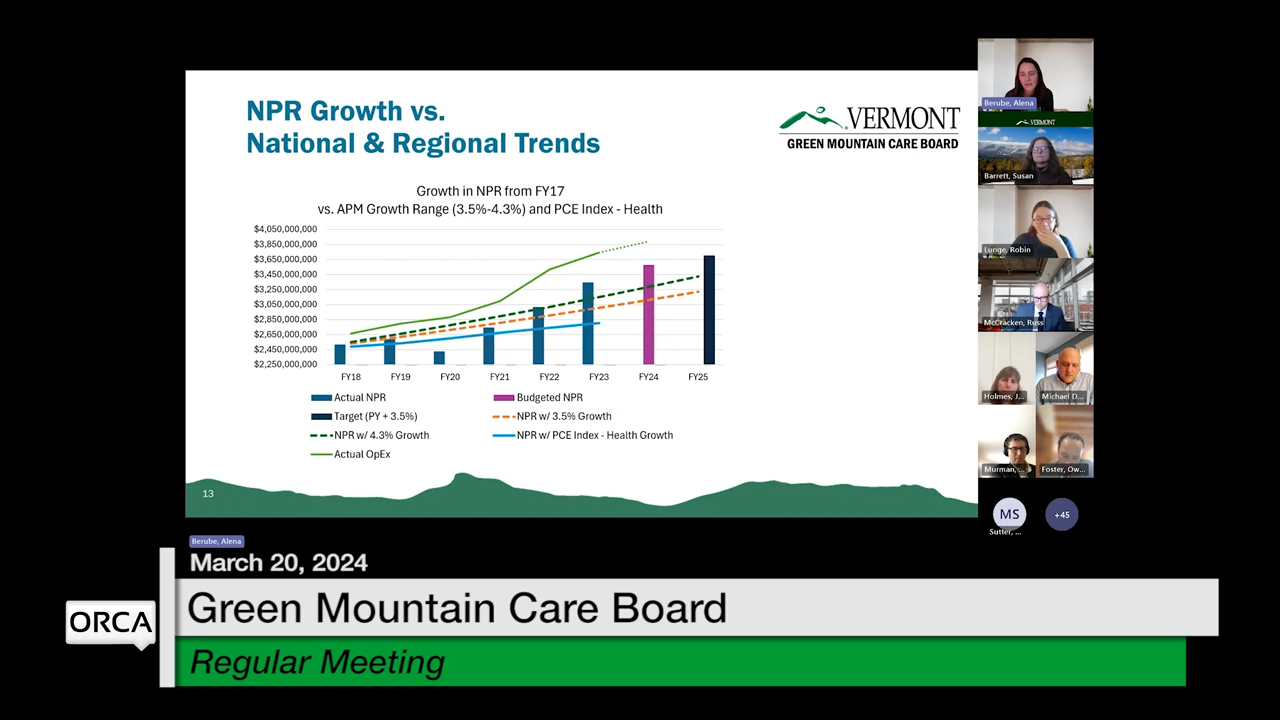 NPR Growth vs.
National & Regional Trends
VERMONT
GREEN MOUNTAIN CARE BOARD
Growth in NPR from FY17
vs. APM Growth Range (3.5%-4.3%) and PCE Index - Health
$4,050,000,000
$3,850,000,000
$3,650,000,000
$3,450,000,000
$3,250,000,000
$3,050,000,000
$2,850,000,000
$2,650,000,000
$2,450,000,000
$2,250,000,000
FY18 FY19 FY20 FY21 FY22 FY23 FY24 FY25
Actual NPR Budgeted NPR
Target (PY + 3.5%) NPR w/ 3.5% Growth
NPR w/ 4.3% Growth NPR w/ PCE Index - Health Growth
Actual OpEx
13
Berube, Alena
VERMONT
Barrett, Susan
Lunge, Robin
McCracken, Russ
Holmes, J... Michael D...
Murman, ... Foster, Ow...
MS +45
Sutter, ...
Berube, Alena
March 20, 2024
ORCA
Green Mountain Care Board
Regular Meeting